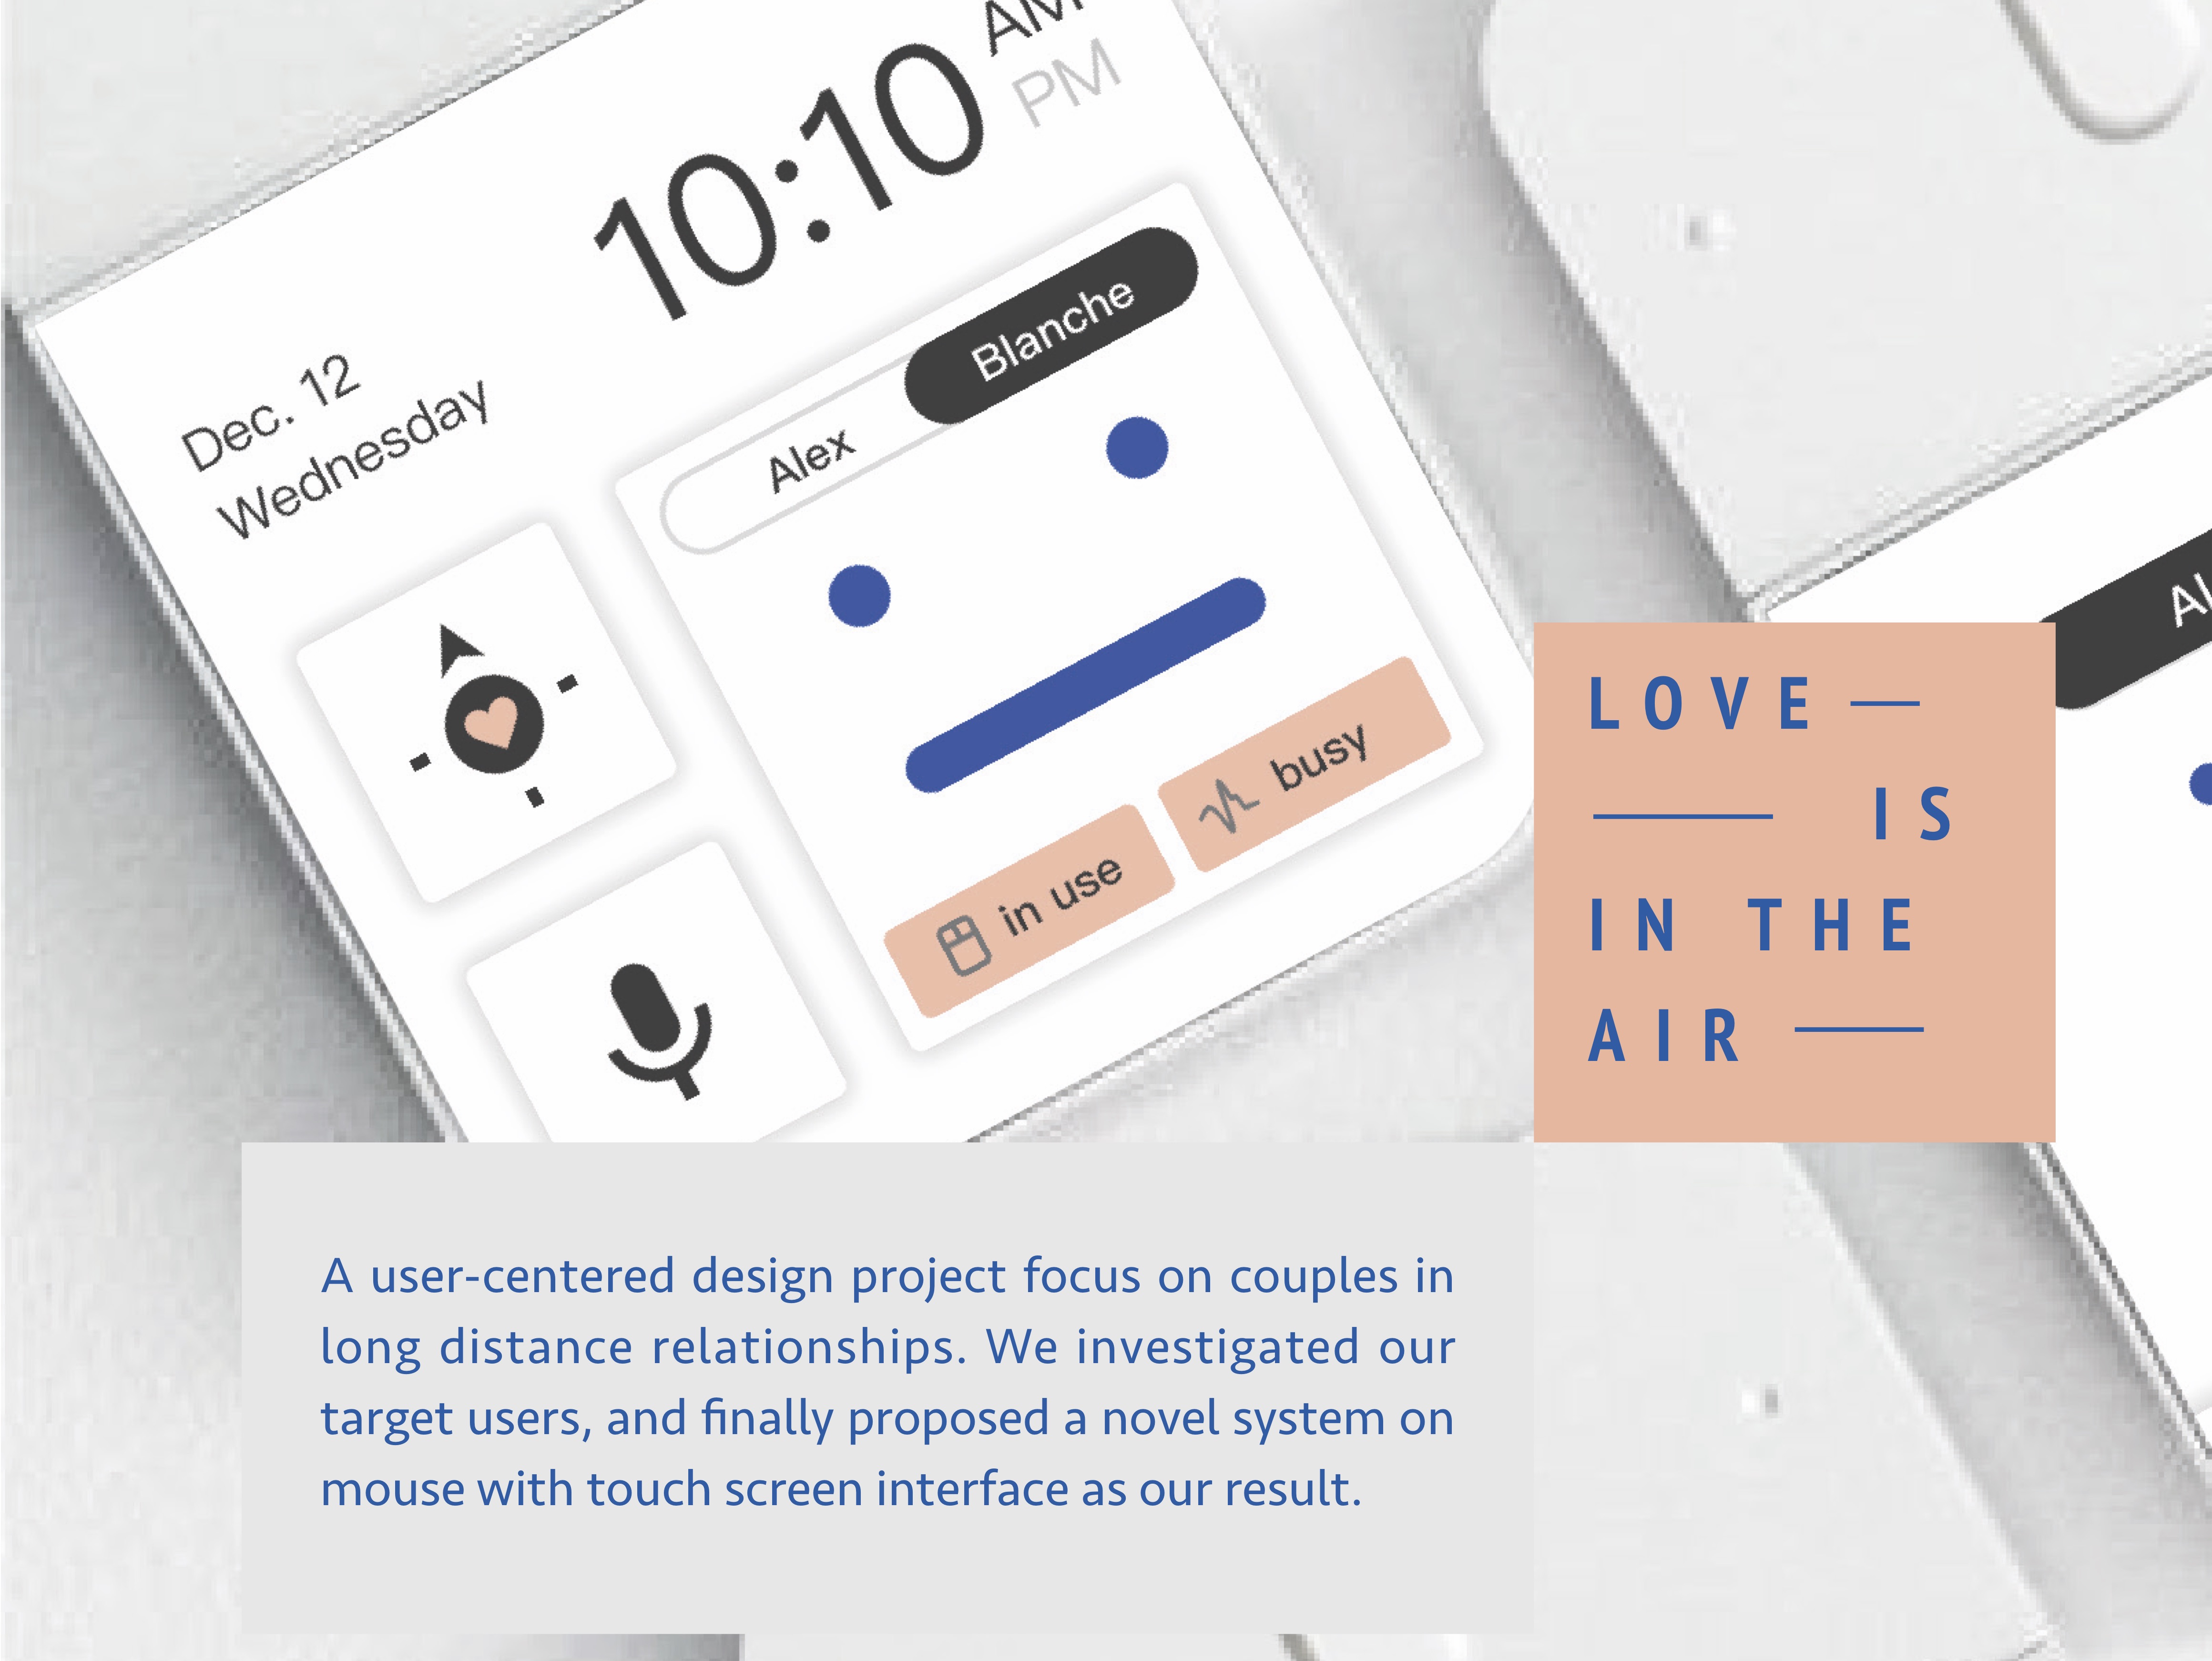 10:10
AM
PM
Dec. 12
Wednesday
Alex
Blanche
in use
busy
LOVE
IS
IN THE
AIR
A user-centered design project focus on couples in
long distance relationships. We investigated our
target users, and finally proposed a novel system on
mouse with touch screen interface as our result.